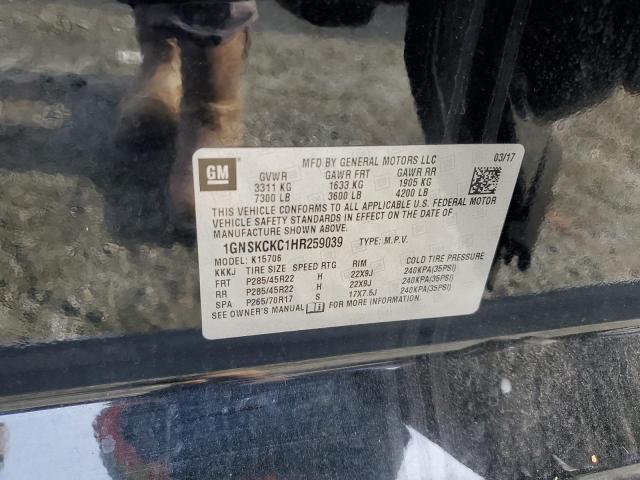 GM
MFD BY GENERAL MOTORS LLC 03/17
GVWR GAWR FRT GAWR RR
3311 KG 1633 KG 1905 KG
7300 LB 3600 LB 4200 LB
THIS VEHICLE CONFORMS TO ALL APPLICABLE U.S. FEDERAL MOTOR
VEHICLE SAFETY STANDARDS IN EFFECT ON THE DATE OF
MANUFACTURE SHOWN ABOVE.
1GNSKCKC1HR259039 TYPE: M.P.V.
MODEL: K15706
KKKJ TIRE SIZE SPEED RTG RIM COLD TIRE PRESSURE
FRT P285/45R22 H 22X9J 240KPA(35PSI)
RR P285/45R22 H 22X9J 240KPA(35PSI)
SPA P265/70R17 S 17X7.5J 240KPA(35PSI)
SEE OWNER'S MANUAL FOR MORE INFORMATION